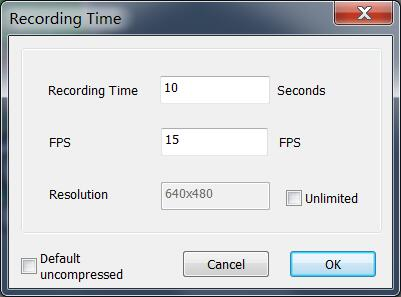 Recording Time
Recording Time 10 Seconds
FPS 15 FPS
Resolution 640x480 Unlimited
Default
uncompressed
Cancel OK